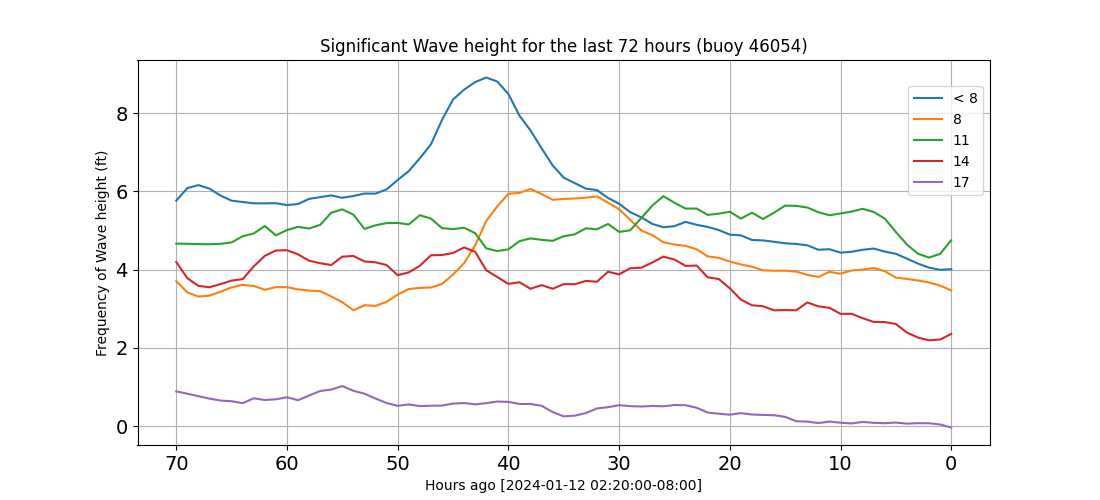 Significant Wave height for the last 72 hours (buoy 46054)
Frequency of Wave height (ft)
8
6
4
2
0
< 8
8
11
14
17
70 60 50 40 30 20 10 0
Hours ago [2024-01-12 02:20:00-08:00]